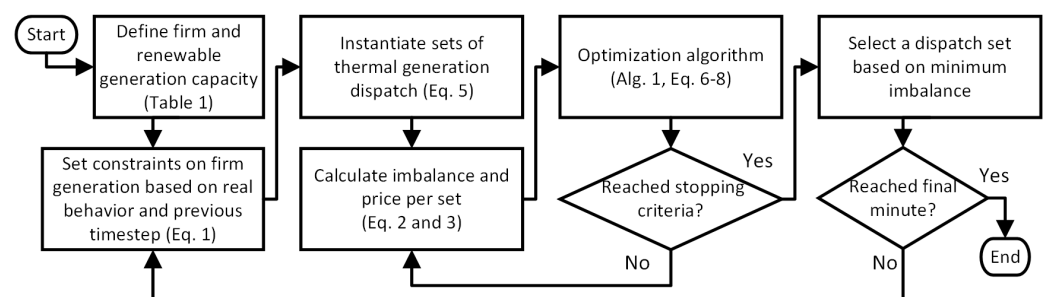 Start
Define firm and
renewable
generation capacity
(Table 1)
Set constraints on firm
generation based on real
behavior and previous
timestep (Eq. 1)
Instantiate sets of
thermal generation
dispatch (Eq. 5)
Calculate imbalance and
price per set
(Eq. 2 and 3)
Optimization algorithm
(Alg. 1, Eq. 6-8)
Reached stopping
criteria?
Yes
No
Select a dispatch set
based on minimum
imbalance
Reached final
minute?
Yes
No
End